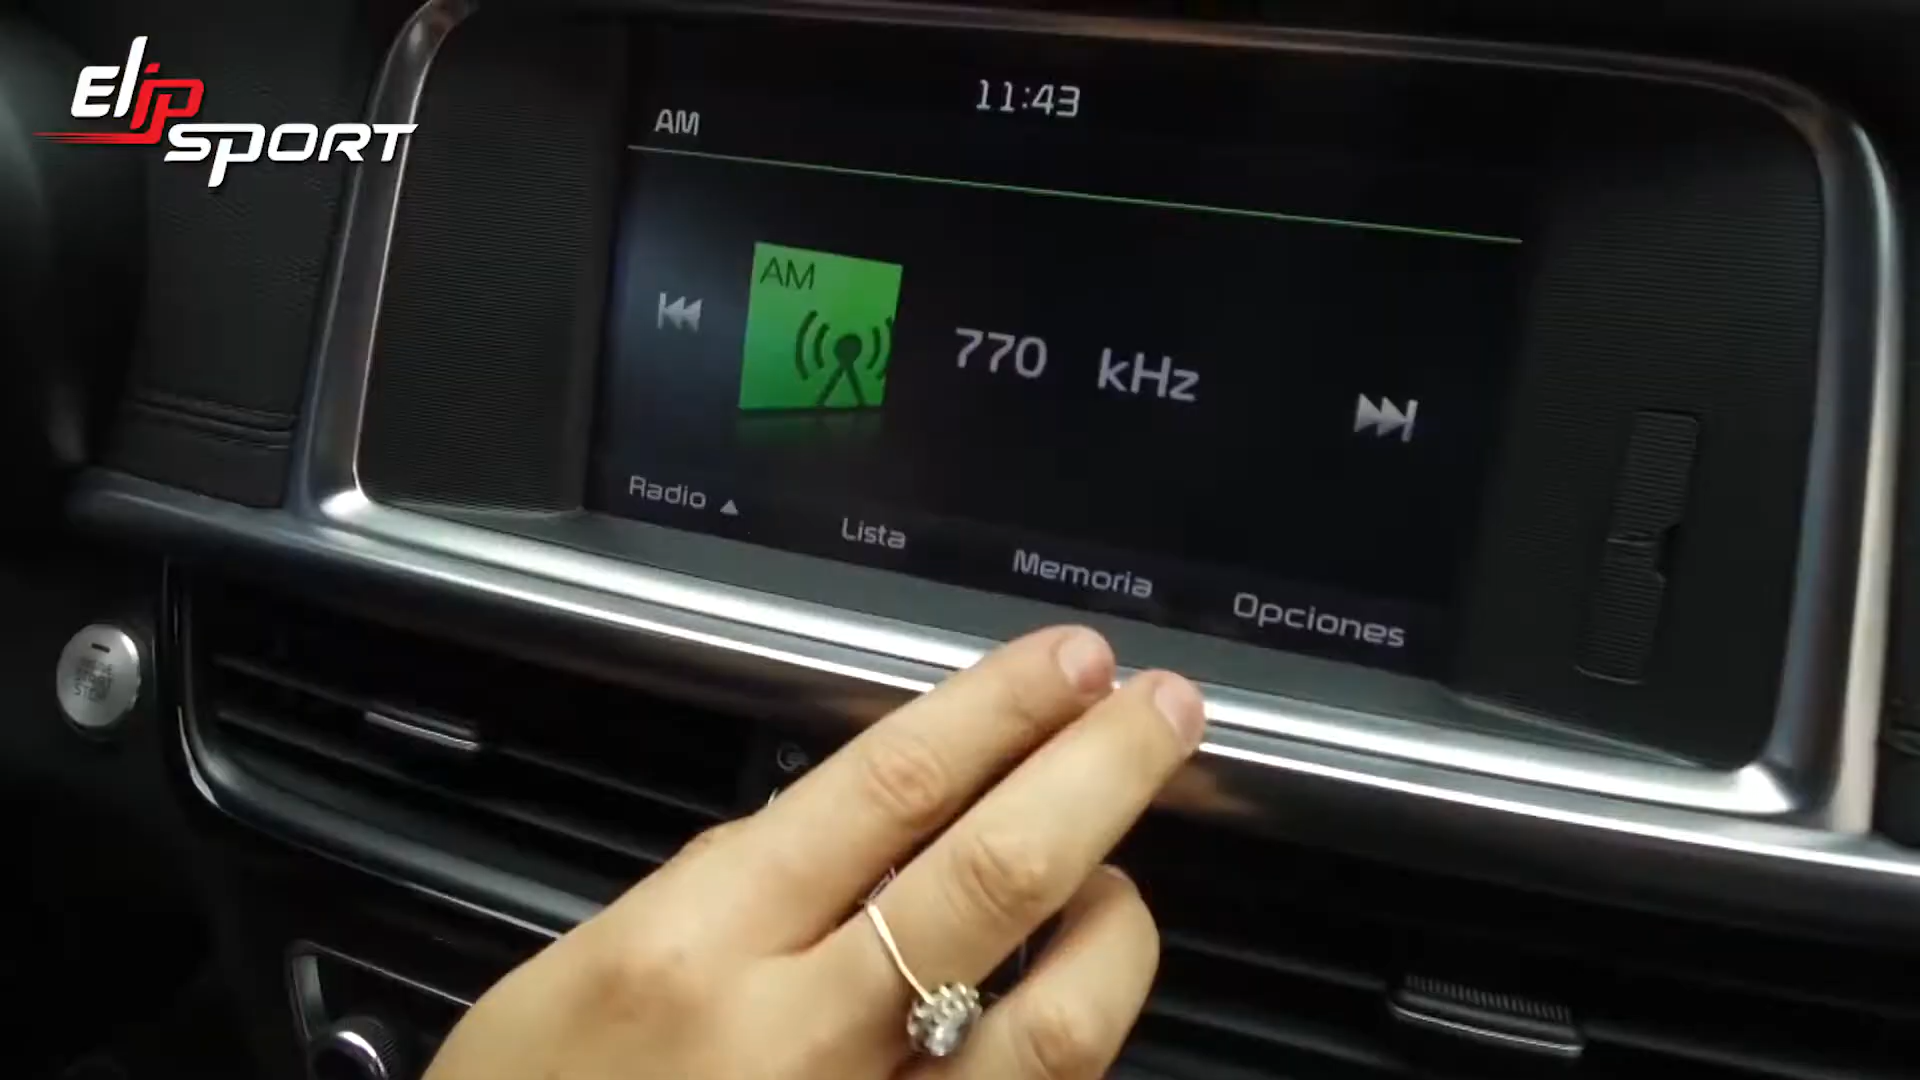 Elip
SPORT
11:43
AM
AM
770 kHz
Radio ▲
Lista
Memoria
Opciones